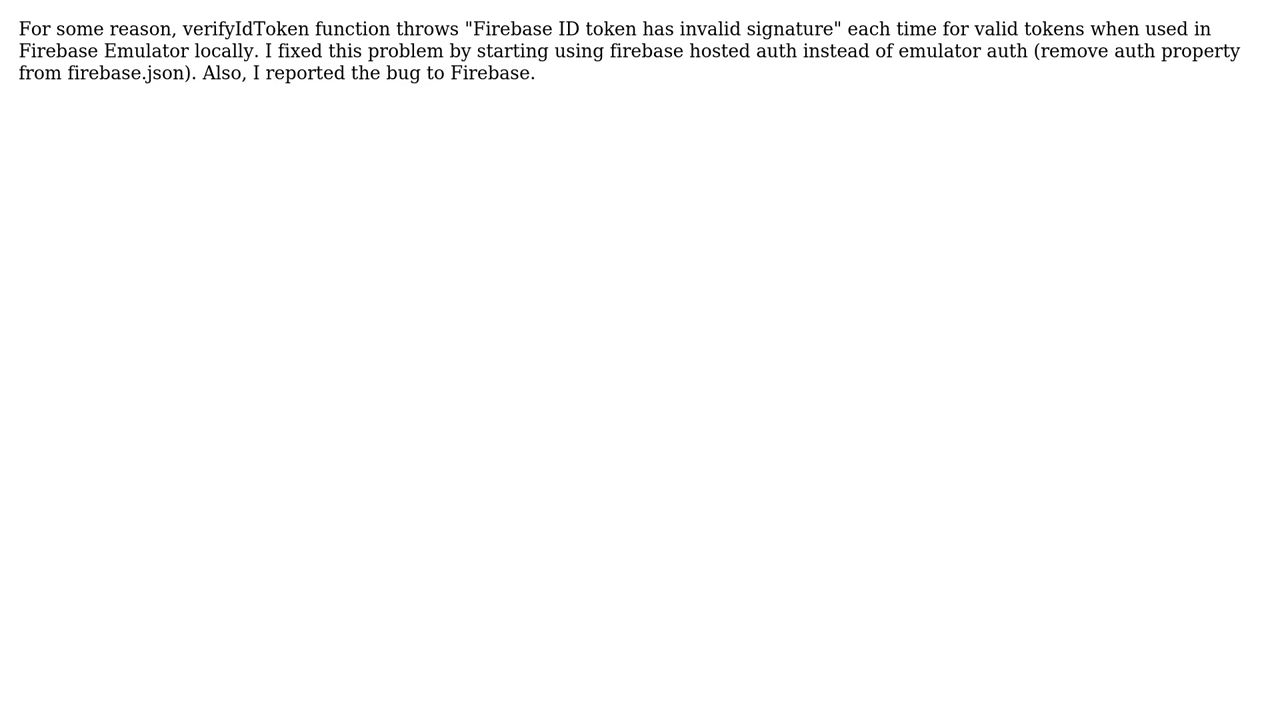 For some reason, verifyIdToken function throws "Firebase ID token has invalid signature" each time for valid tokens when used in
Firebase Emulator locally. I fixed this problem by starting using firebase hosted auth instead of emulator auth (remove auth property
from firebase.json). Also, I reported the bug to Firebase.